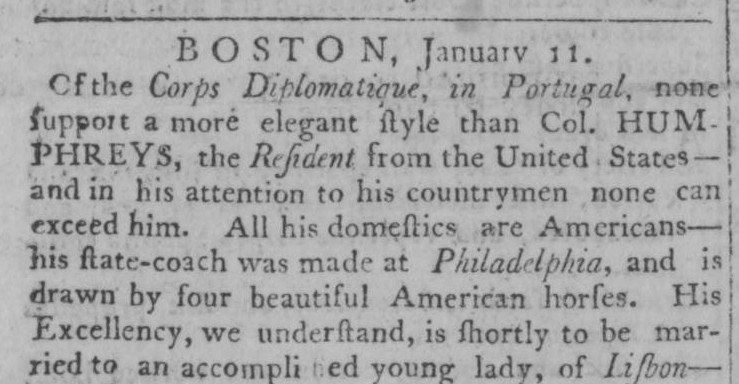 BOSTON, January 11.
Of the Corps Diplomatique, in Portugal, none
ſupport a more elegant ſtyle than Col. HUM-
PHREYS, the Reſident from the United States—
and in his attention to his countrymen none can
exceed him. All his domeſtics are Americans—
his ſtate-coach was made at Philadelphia, and is
drawn by four beautiful American horſes. His
Excellency, we underſtand, is ſhortly to be mar-
ried to an young lady, of Liſbon—